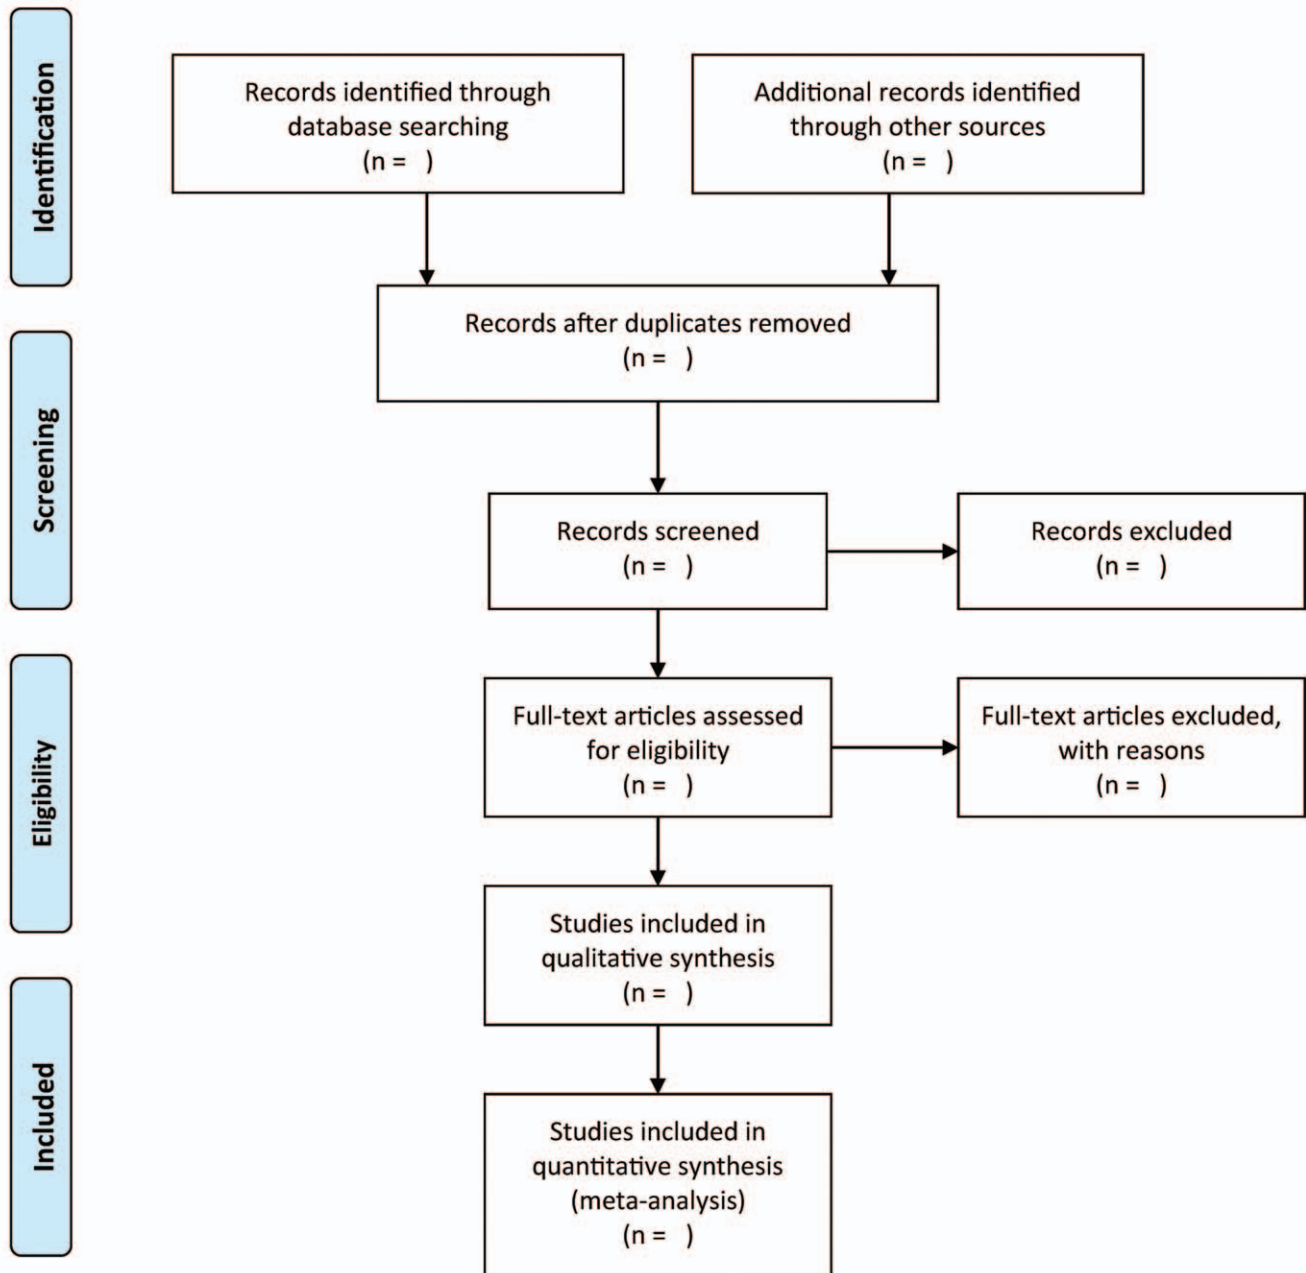 Identification
Records identified through
database searching
(n =   )
Additional records identified
through other sources
(n =   )
Records after duplicates removed
(n =   )
Screening
Records screened
(n =   )
Records excluded
(n =   )
Eligibility
Full-text articles assessed
for eligibility
(n =   )
Full-text articles excluded,
with reasons
(n =   )
Studies included in
qualitative synthesis
(n =   )
Included
Studies included in
quantitative synthesis
(meta-analysis)
(n =   )